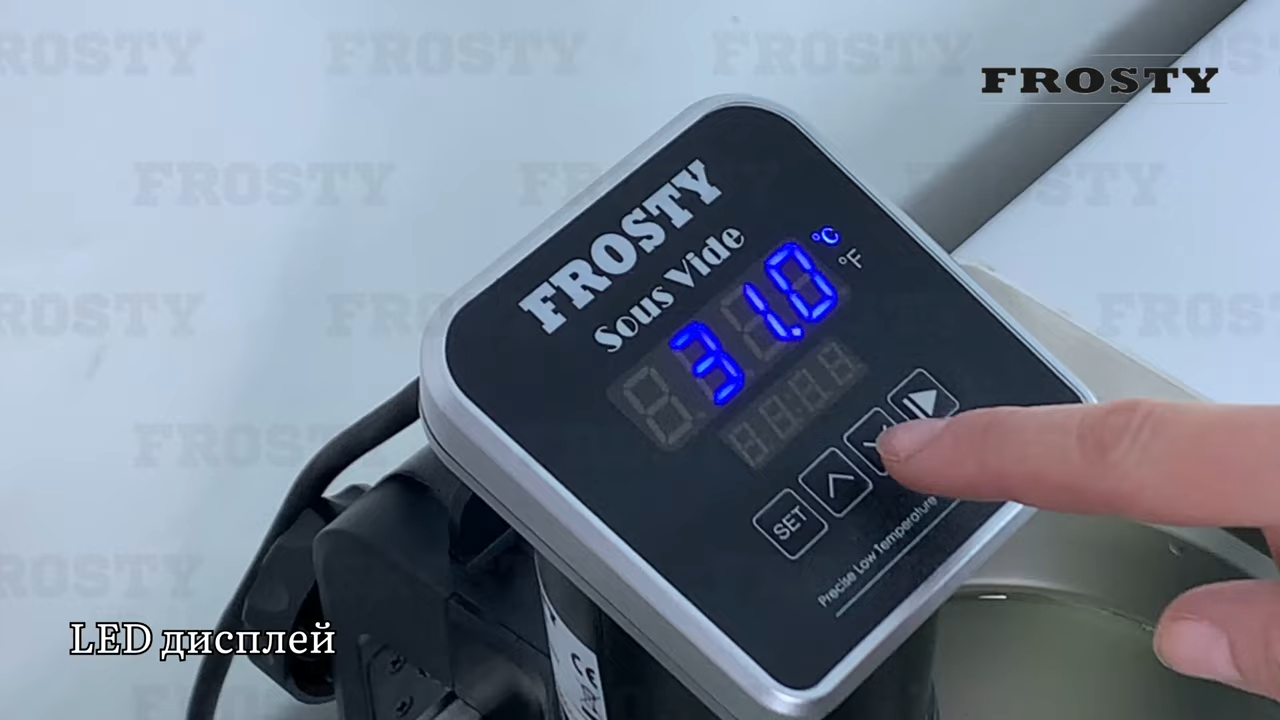 FROSTY
FROSTY
Sous Vide
31.0 °C
°F
SET
Precise Low Temperature
LED дисплей